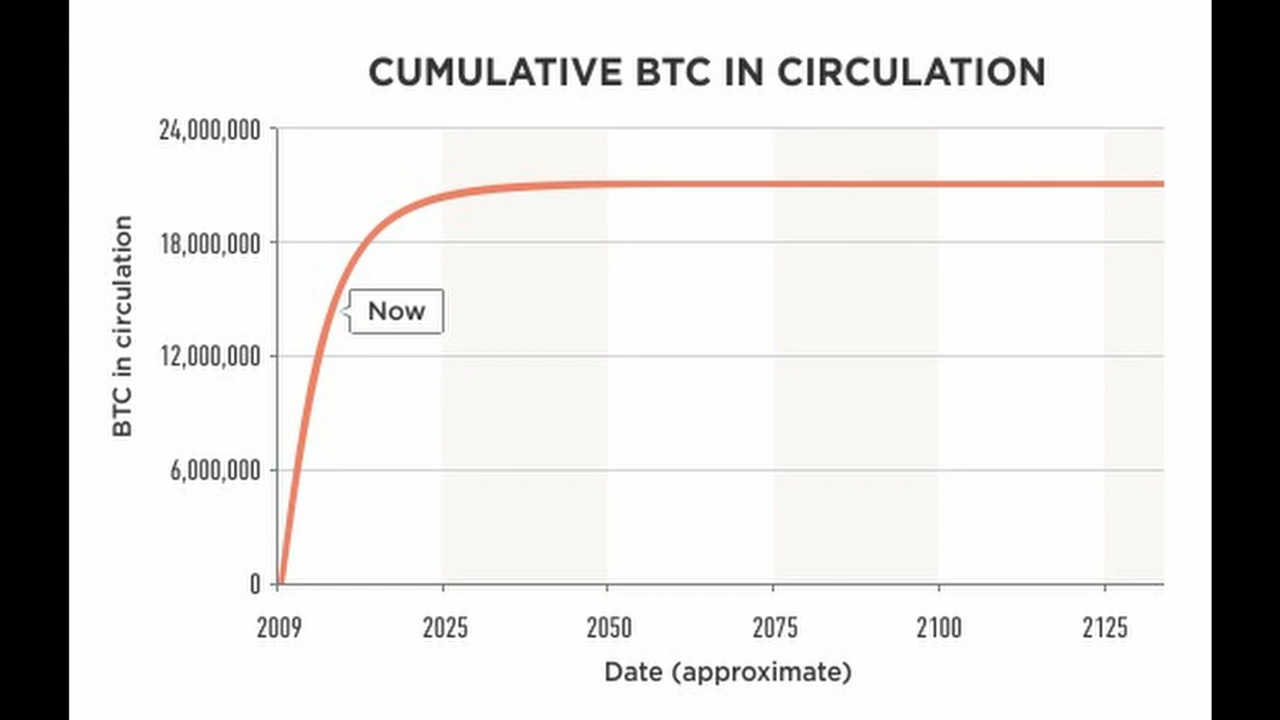 CUMULATIVE BTC IN CIRCULATION
24,000,000
18,000,000
12,000,000
6,000,000
0
BTC in circulation
Now
2009 2025 2050 2075 2100 2125
Date (approximate)